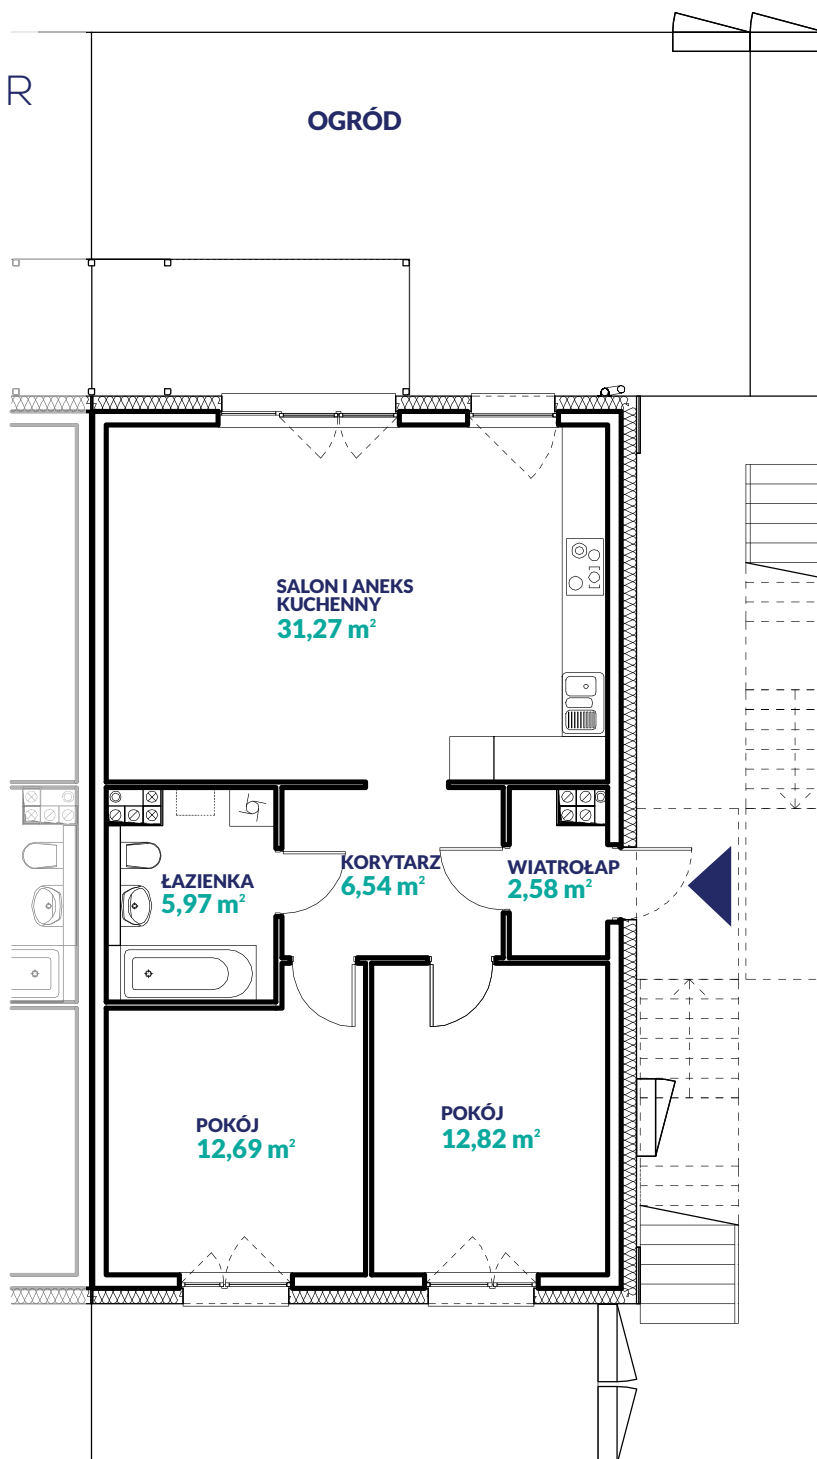 R
OGRÓD
SALON I ANEKS
KUCHENNY
31,27 m²
ŁAZIENKA
5,97 m²
KORYTARZ
6,54 m²
WIATROŁAP
2,58 m²
POKÓJ
12,69 m²
POKÓJ
12,82 m²